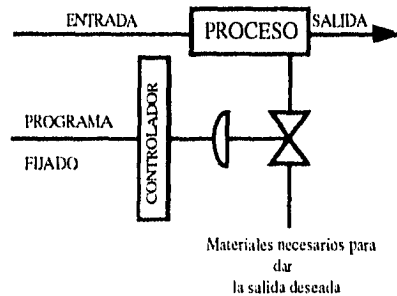 ENTRADA
PROCESO
SALIDA
PROGRAMA
FIJADO
CONTROLADOR
Materiales necesarios para
dar
la salida deseada